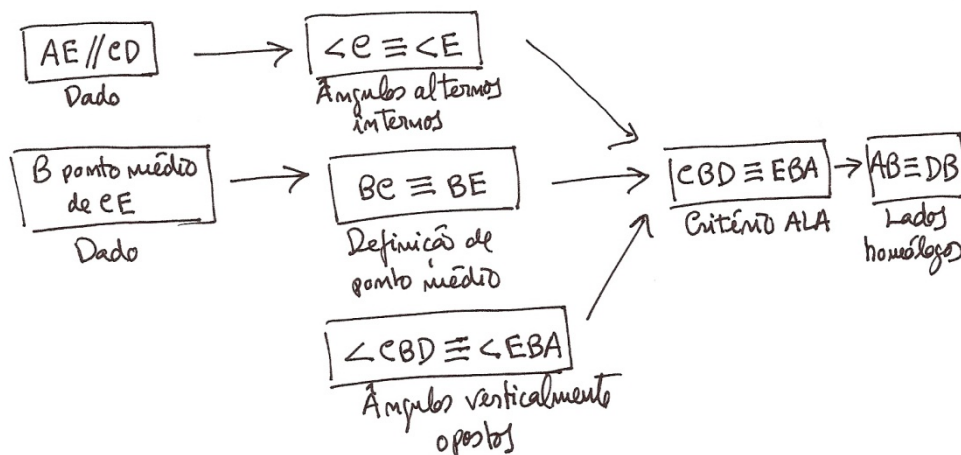 AE//CD
Dado
<C ≡ <E
Ângulos alternos
internos
B ponto médio
de CE
Dado
BC ≡ BE
Definição de
ponto médio
<CBD ≡ <EBA
Ângulos verticalmente
opostos
CBD ≡ EBA
Critério ALA
AB ≡ DB
Lados
homólogos